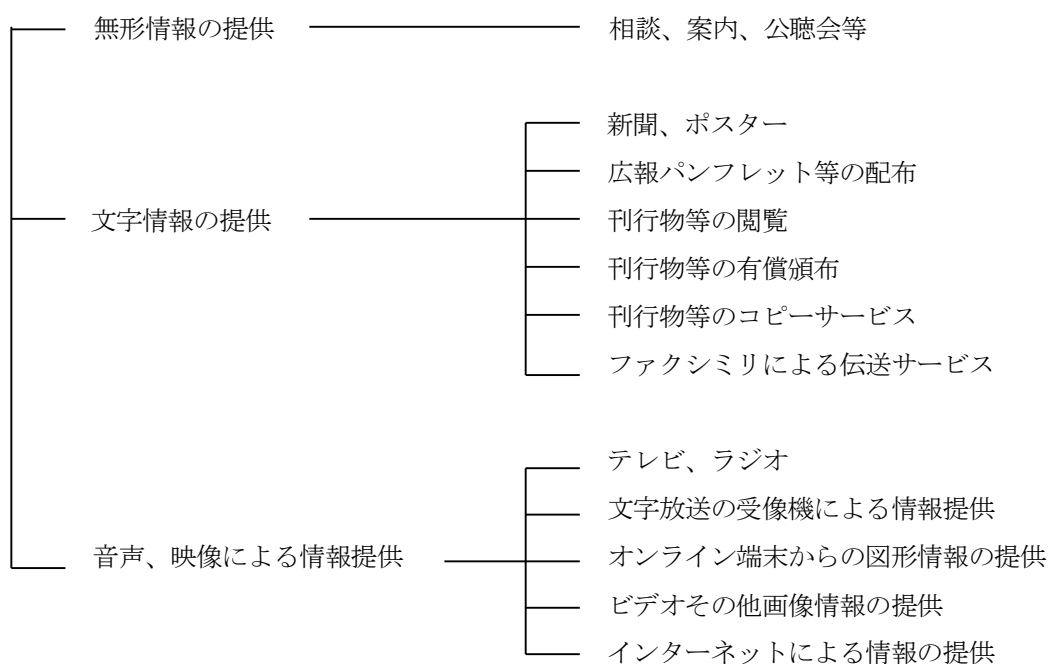 無形情報の提供
相談、案内、公聴会等
文字情報の提供
新聞、ポスター
広報パンフレット等の配布
刊行物等の閲覧
刊行物等の有償頒布
刊行物等のコピーサービス
ファクシミリによる伝送サービス
音声、映像による情報提供
テレビ、ラジオ
文字放送の受像機による情報提供
オンライン端末からの図形情報の提供
ビデオその他画像情報の提供
インターネットによる情報の提供